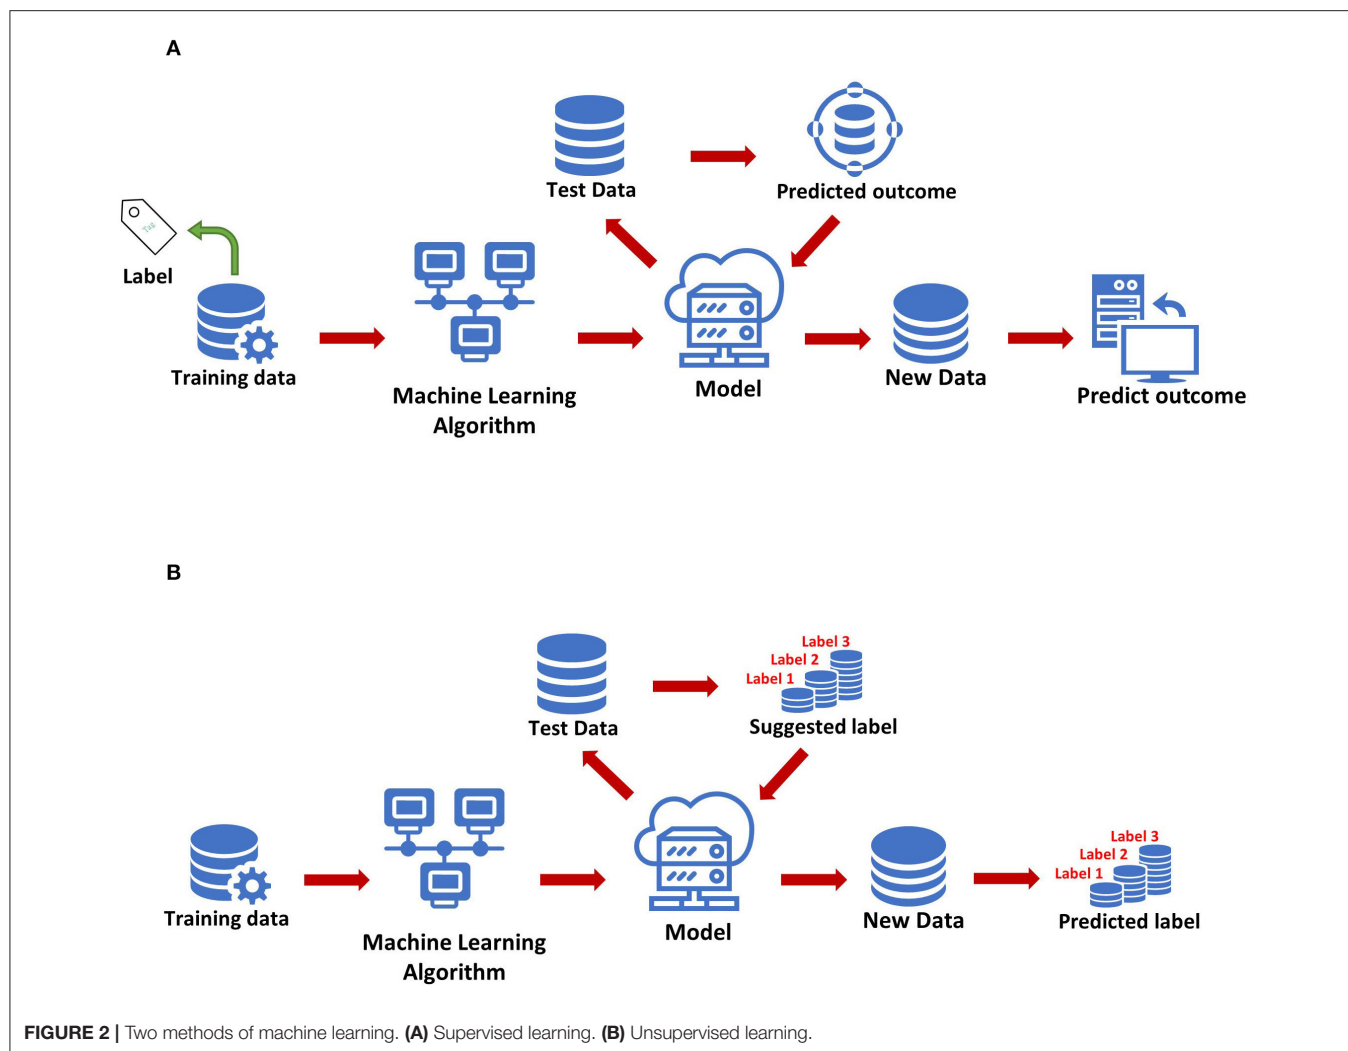 A
Test Data
Predicted outcome
Tag
Label
Training data
Machine Learning
Algorithm
Model
New Data
Predict outcome
B
Label 3
Label 2
Label 1
Test Data
Suggested label
Label 3
Label 2
Label 1
Training data
Machine Learning
Algorithm
Model
New Data
Predicted label
FIGURE 2 | Two methods of machine learning. (A) Supervised learning. (B) Unsupervised learning.